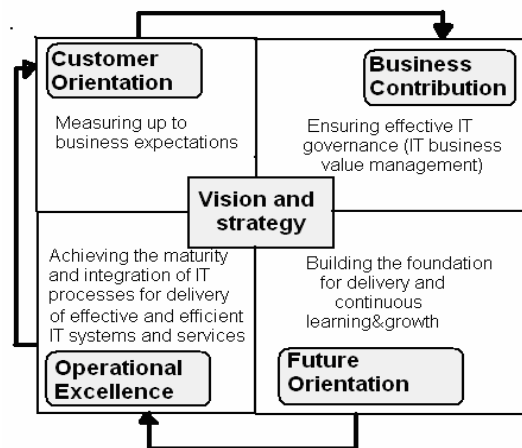 Customer
Orientation
Measuring up to
business expectations
Business
Contribution
Ensuring effective IT
governance (IT business
value management)
Vision and
strategy
Achieving the maturity
and integration of IT
processes for delivery
of effective and efficient
IT systems and services
Operational
Excellence
Building the foundation
for delivery and
continuous
learning&growth
Future
Orientation